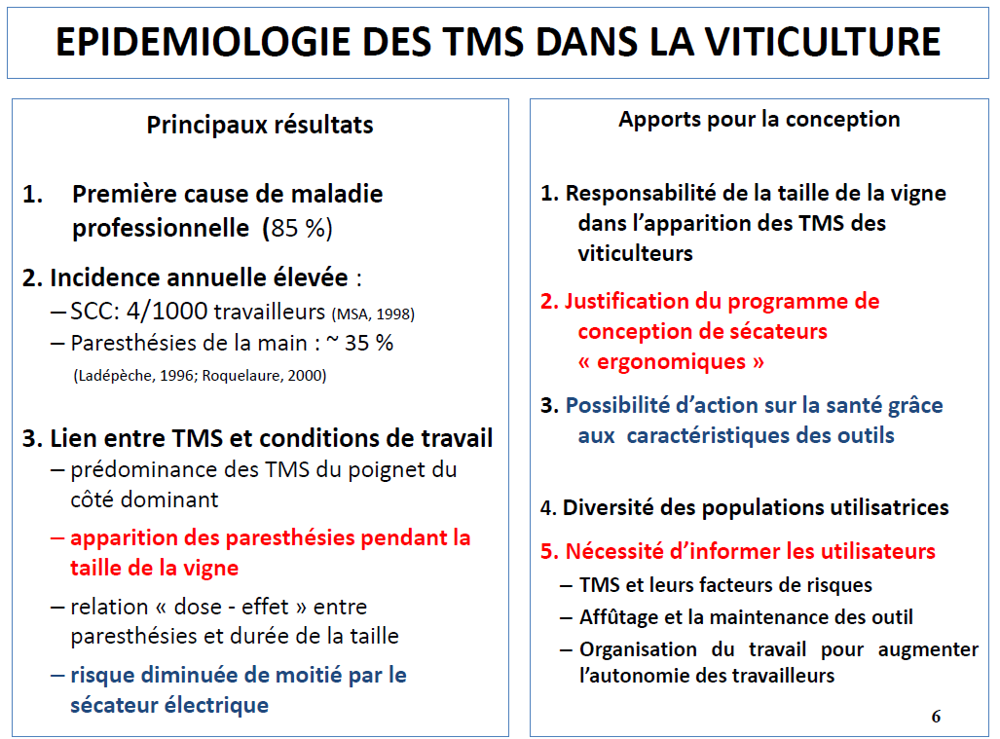 EPIDEMIOLOGIE DES TMS DANS LA VITICULTURE
Principaux résultats
1. Première cause de maladie
professionnelle (85 %)
2. Incidence annuelle élevée :
– SCC: 4/1000 travailleurs (MSA, 1998)
– Paresthésies de la main : ~ 35 %
(Ladépèche, 1996; Roquelaure, 2000)
3. Lien entre TMS et conditions de travail
– prédominance des TMS du poignet du
côté dominant
– apparition des paresthésies pendant la
taille de la vigne
– relation « dose - effet » entre
paresthésies et durée de la taille
– risque diminuée de moitié par le
sécateur électrique
Apports pour la conception
1. Responsabilité de la taille de la vigne
dans l’apparition des TMS des
viticulteurs
2. Justification du programme de
conception de sécateurs
« ergonomiques »
3. Possibilité d’action sur la santé grâce
aux caractéristiques des outils
4. Diversité des populations utilisatrices
5. Nécessité d’informer les utilisateurs
– TMS et leurs facteurs de risques
– Affûtage et la maintenance des outil
– Organisation du travail pour augmenter
l’autonomie des travailleurs
6